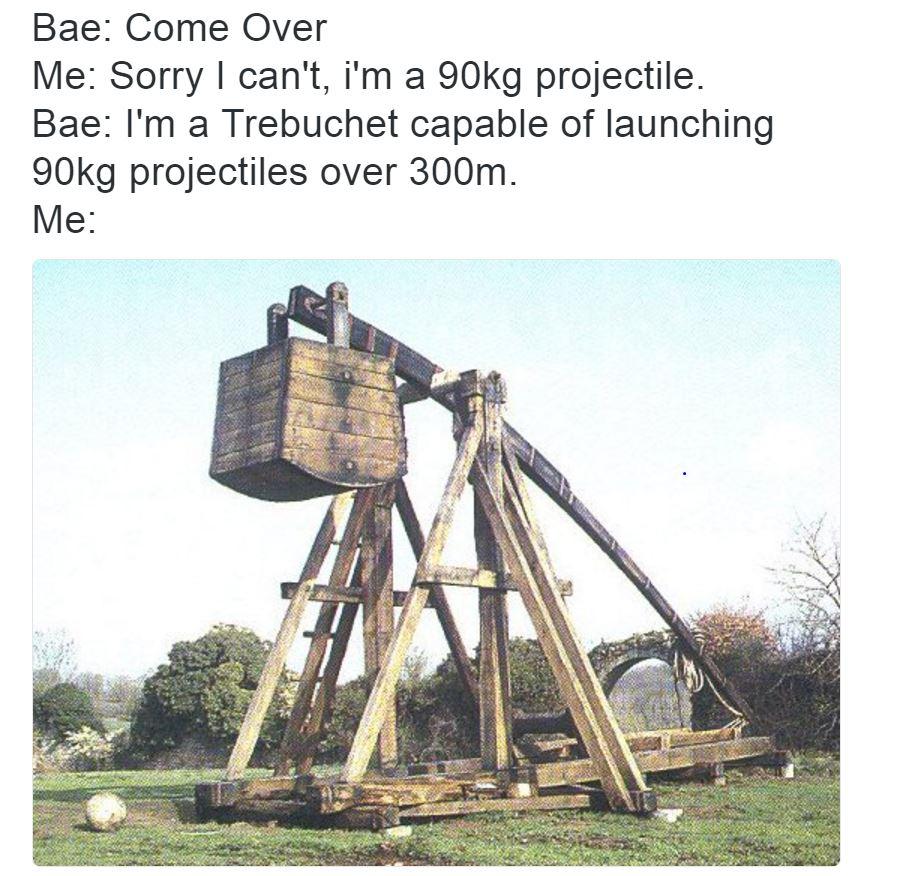 Bae: Come Over
Me: Sorry I can't, i'm a 90kg projectile.
Bae: I'm a Trebuchet capable of launching
90kg projectiles over 300m.
Me: